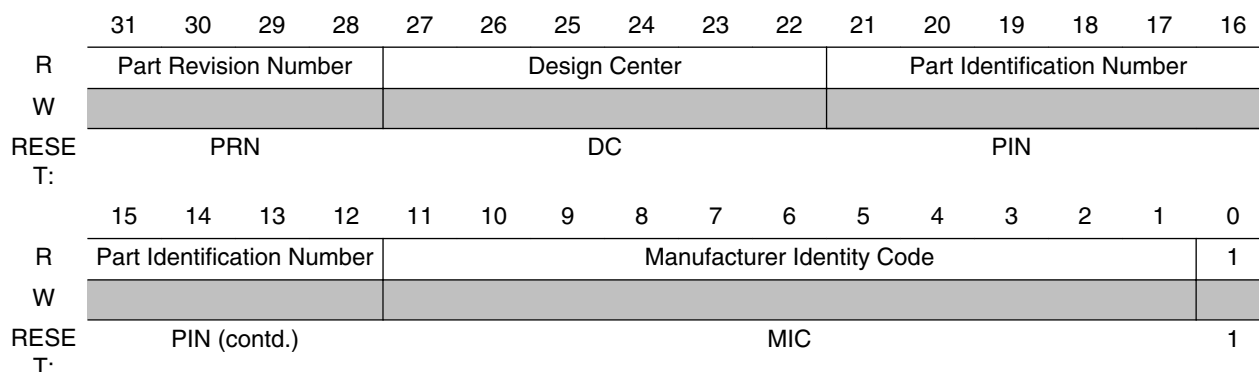 31 30 29 28 27 26 25 24 23 22 21 20 19 18 17 16
R Part Revision Number Design Center Part Identification Number
W
RESE PRN DC PIN
T:
15 14 13 12 11 10 9 8 7 6 5 4 3 2 1 0
R Part Identification Number Manufacturer Identity Code 1
W
RESE PIN (contd.) MIC 1
T: